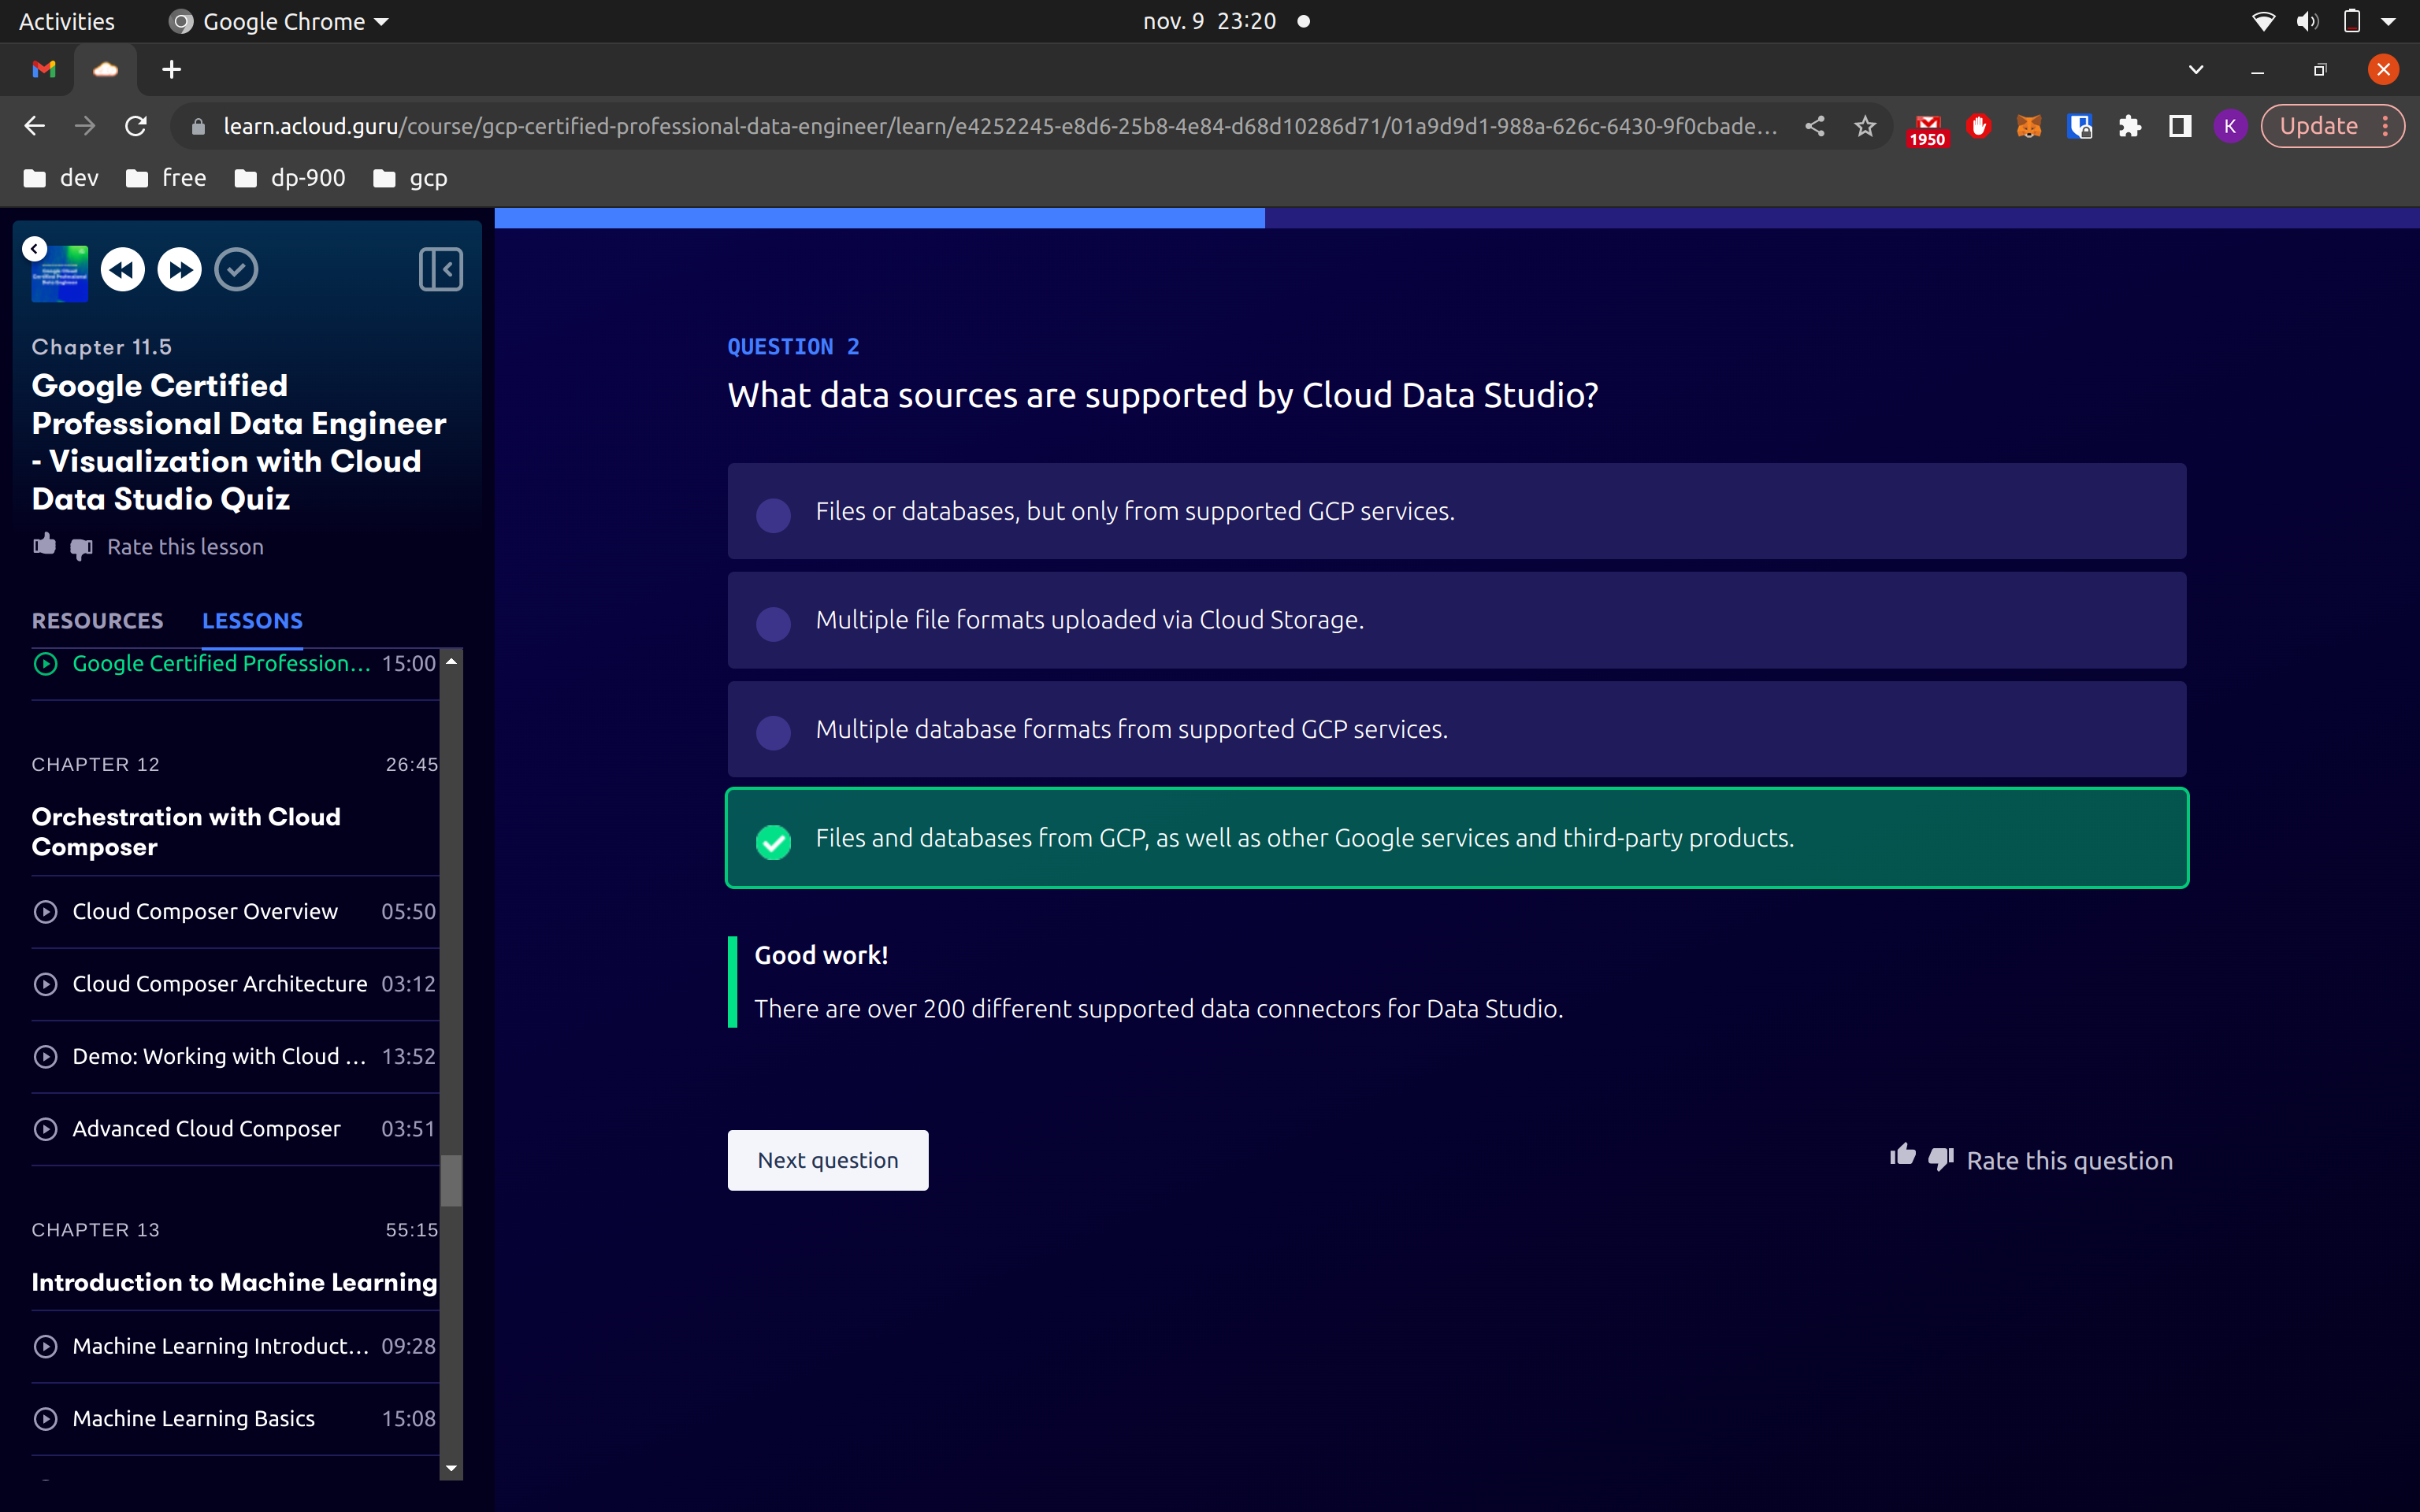 Activities
Google Chrome
nov. 9 23:20
learn.acloud.guru/course/gcp-certified-professional-data-engineer/learn/e4252245-e8d6-25b8-4e84-d68d10286d71/01a9d9d1-988a-626c-6430-9f0cbade...
1950
K
Update
dev
free
dp-900
gcp
Chapter 11.5
Google Certified
Professional Data Engineer
- Visualization with Cloud
Data Studio Quiz
Rate this lesson
RESOURCES
LESSONS
Google Certified Profession... 15:00
CHAPTER 12 26:45
Orchestration with Cloud
Composer
Cloud Composer Overview 05:50
Cloud Composer Architecture 03:12
Demo: Working with Cloud ... 13:52
Advanced Cloud Composer 03:51
CHAPTER 13 55:15
Introduction to Machine Learning
Machine Learning Introduct... 09:28
Machine Learning Basics 15:08
QUESTION 2
What data sources are supported by Cloud Data Studio?
Files or databases, but only from supported GCP services.
Multiple file formats uploaded via Cloud Storage.
Multiple database formats from supported GCP services.
Files and databases from GCP, as well as other Google services and third-party products.
Good work!
There are over 200 different supported data connectors for Data Studio.
Next question
Rate this question